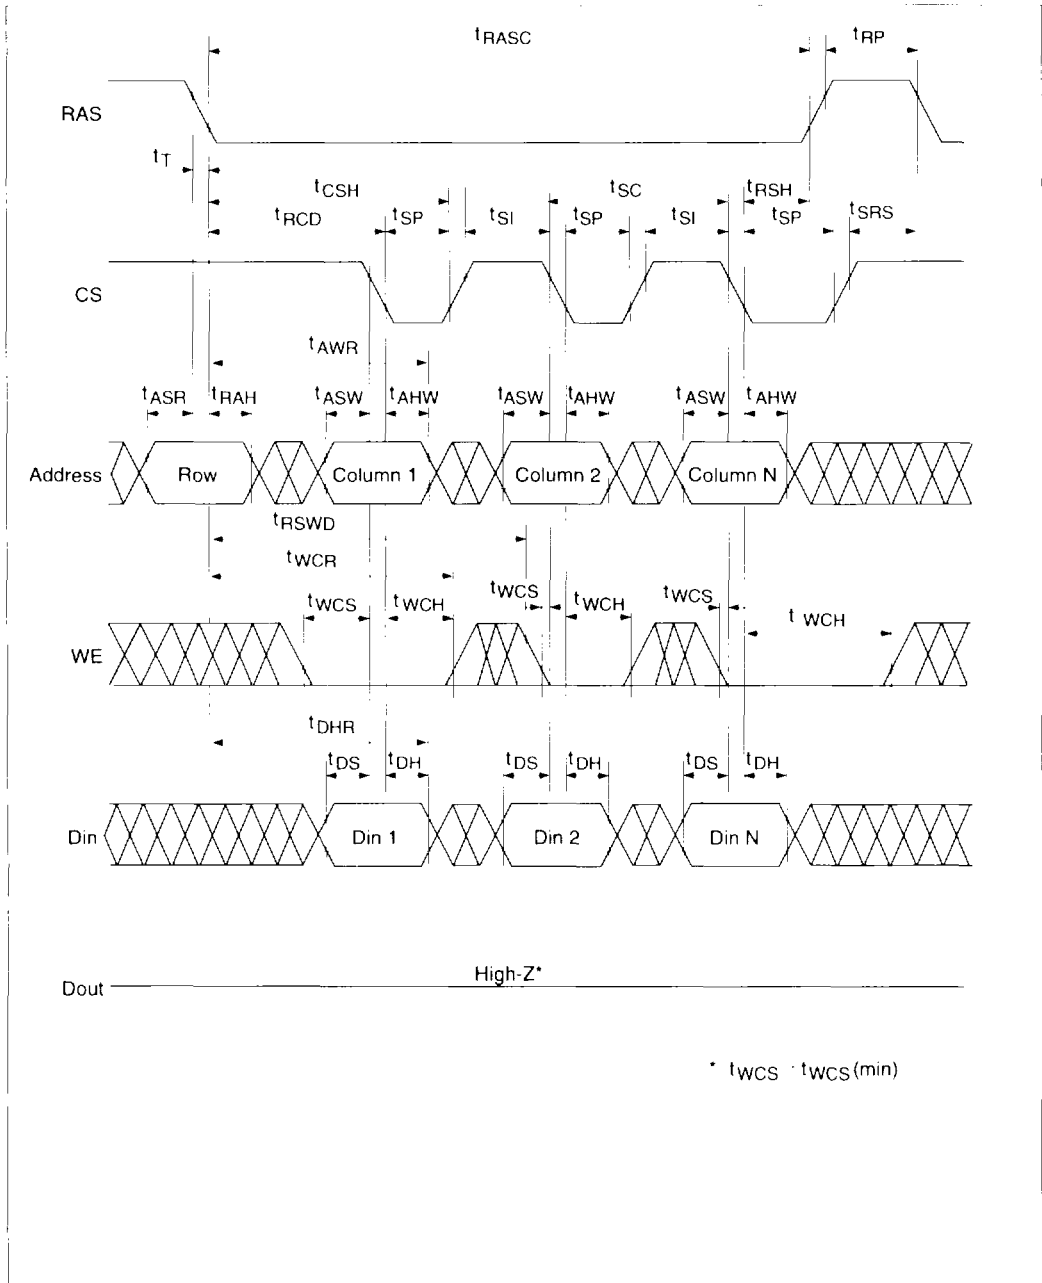 tRASC tRP
RAS
tT
tCSH tSC tRSH
tRCD tSP tSI tSP tSI tSP tSRS
CS
tAWR
tASR tRAH tASW tAHW tASW tAHW tASW tAHW
Address Row Column 1 Column 2 Column N
tRSWD
tWCR
tWCS tWCH tWCS tWCH tWCS tWCH
WE
tDHR
tDS tDH tDS tDH tDS tDH
Din Din 1 Din 2 Din N
High-Z*
Dout
* tWCS tWCS(min)